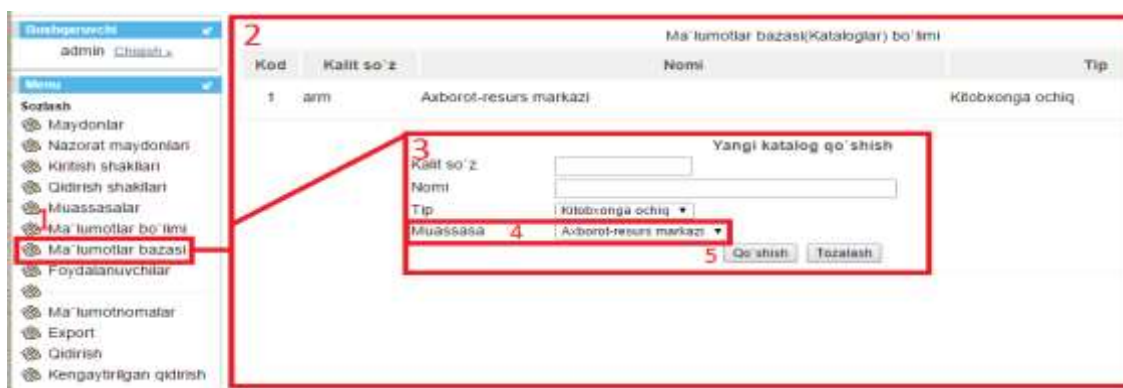 Boshqaruvchi
admin Chiqish »
Menu
Sozlash
Maydonlar
Nazorat maydonlari
Kiritish shakllari
Qidirish shakllari
Muassasalar
1
Ma`lumotlar bo`limi
Ma`lumotlar bazasi
Foydalanuvchilar
Ma`lumotnomalar
Export
Qidirish
Kengaytirilgan qidirish
2
Ma`lumotlar bazasi(Kataloglar) bo`limi
Kod Kalit so`z Nomi Tip
1 arm Axborot-resurs markazi Kitobxonga ochiq
3
Yangi katalog qo`shish
Kalit so`z
Nomi
Tip Kitobxonga ochiq
Muassasa 4 Axborot-resurs markazi
5 Qo`shish Tozalash